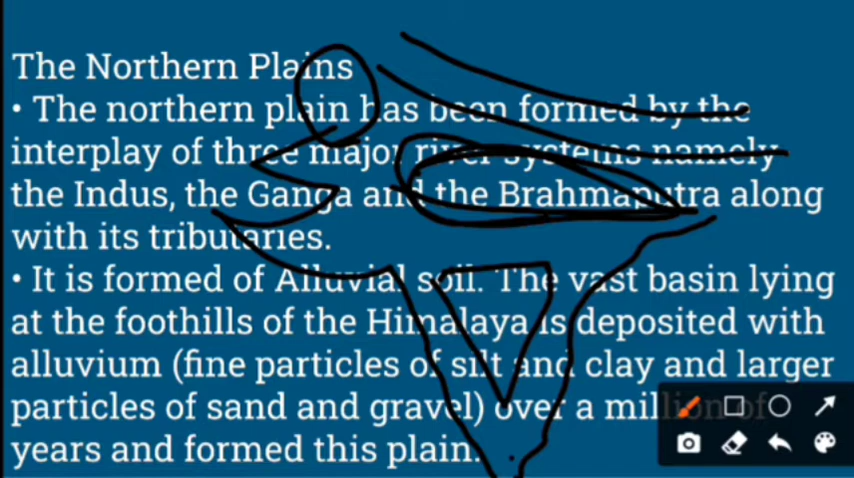 The Northern Plains
• The northern plain has been formed by the
interplay of three major river systems namely
the Indus, the Ganga and the Brahmaputra along
with its tributaries.
• It is formed of Alluvial soil. The vast basin lying
at the foothills of the Himalaya is deposited with
alluvium (fine particles of silt and clay and larger
particles of sand and gravel) over a million of
years and formed this plain.